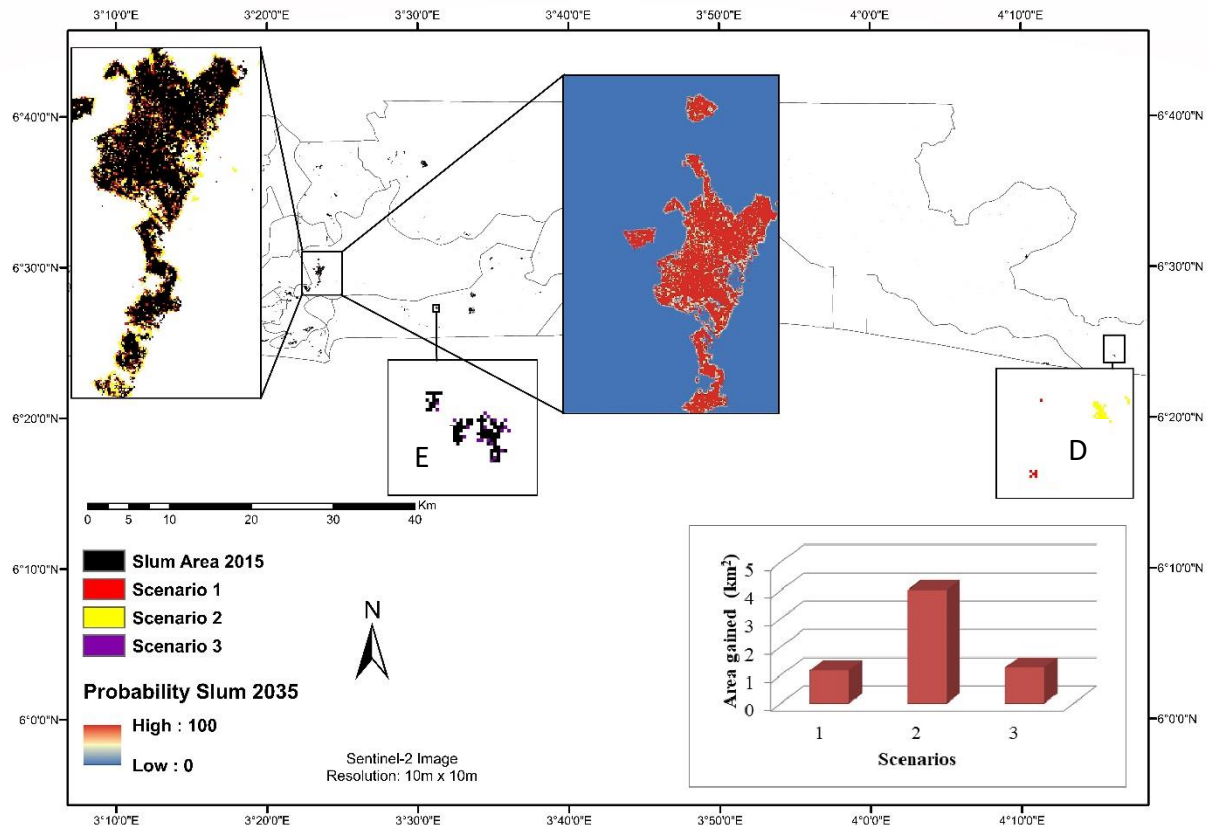 3°10'0"E 3°20'0"E 3°30'0"E 3°40'0"E 3°50'0"E 4°0'0"E 4°10'0"E
6°40'0"N 6°40'0"N
6°30'0"N 6°30'0"N
6°20'0"N 6°20'0"N
E
D
Km
0 5 10 20 30 40
6°10'0"N 6°10'0"N
Slum Area 2015
Scenario 1
Scenario 2
Scenario 3
N
Probability Slum 2035
High : 100
Low : 0
Sentinel-2 Image
Resolution: 10m x 10m
6°0'0"N 6°0'0"N
Area gained (km²)
5
4
3
2
1
0
1 2 3
Scenarios
3°10'0"E 3°20'0"E 3°30'0"E 3°40'0"E 3°50'0"E 4°0'0"E 4°10'0"E